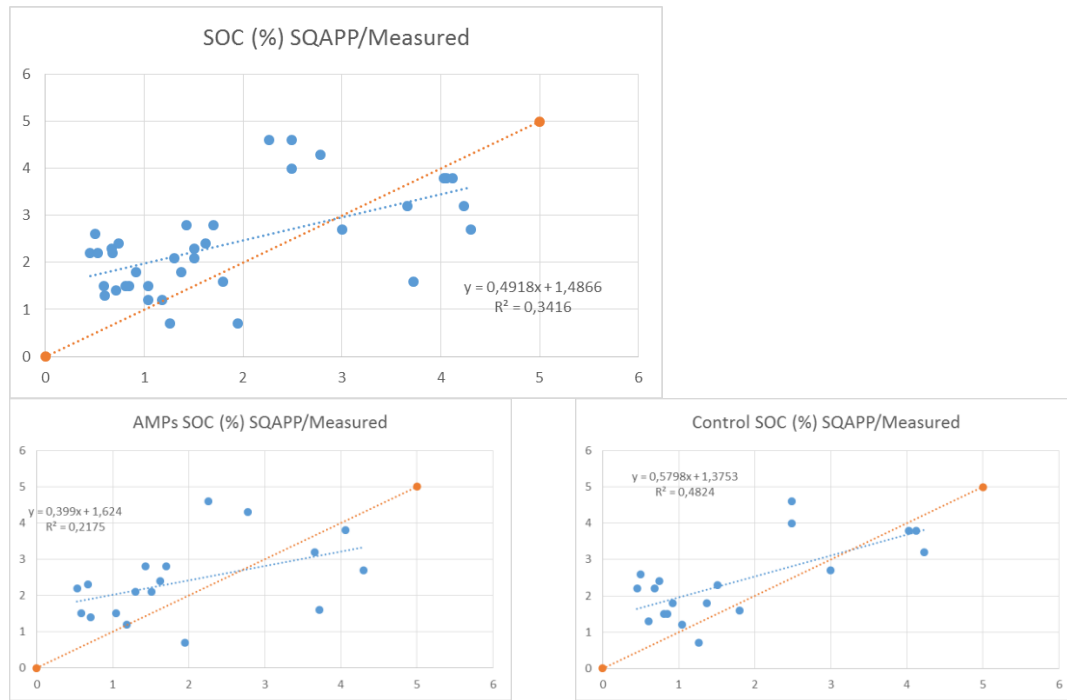 SOC (%) SQAPP/Measured
6
5
4
3
2
1
0
y = 0,4918x + 1,4866
R² = 0,3416
0 1 2 3 4 5 6
AMPs SOC (%) SQAPP/Measured
6
5
4
3
2
1
0
y = 0,399x + 1,624
R² = 0,2175
0 1 2 3 4 5 6
Control SOC (%) SQAPP/Measured
6
5
4
3
2
1
0
y = 0,5798x + 1,3753
R² = 0,4824
0 1 2 3 4 5 6